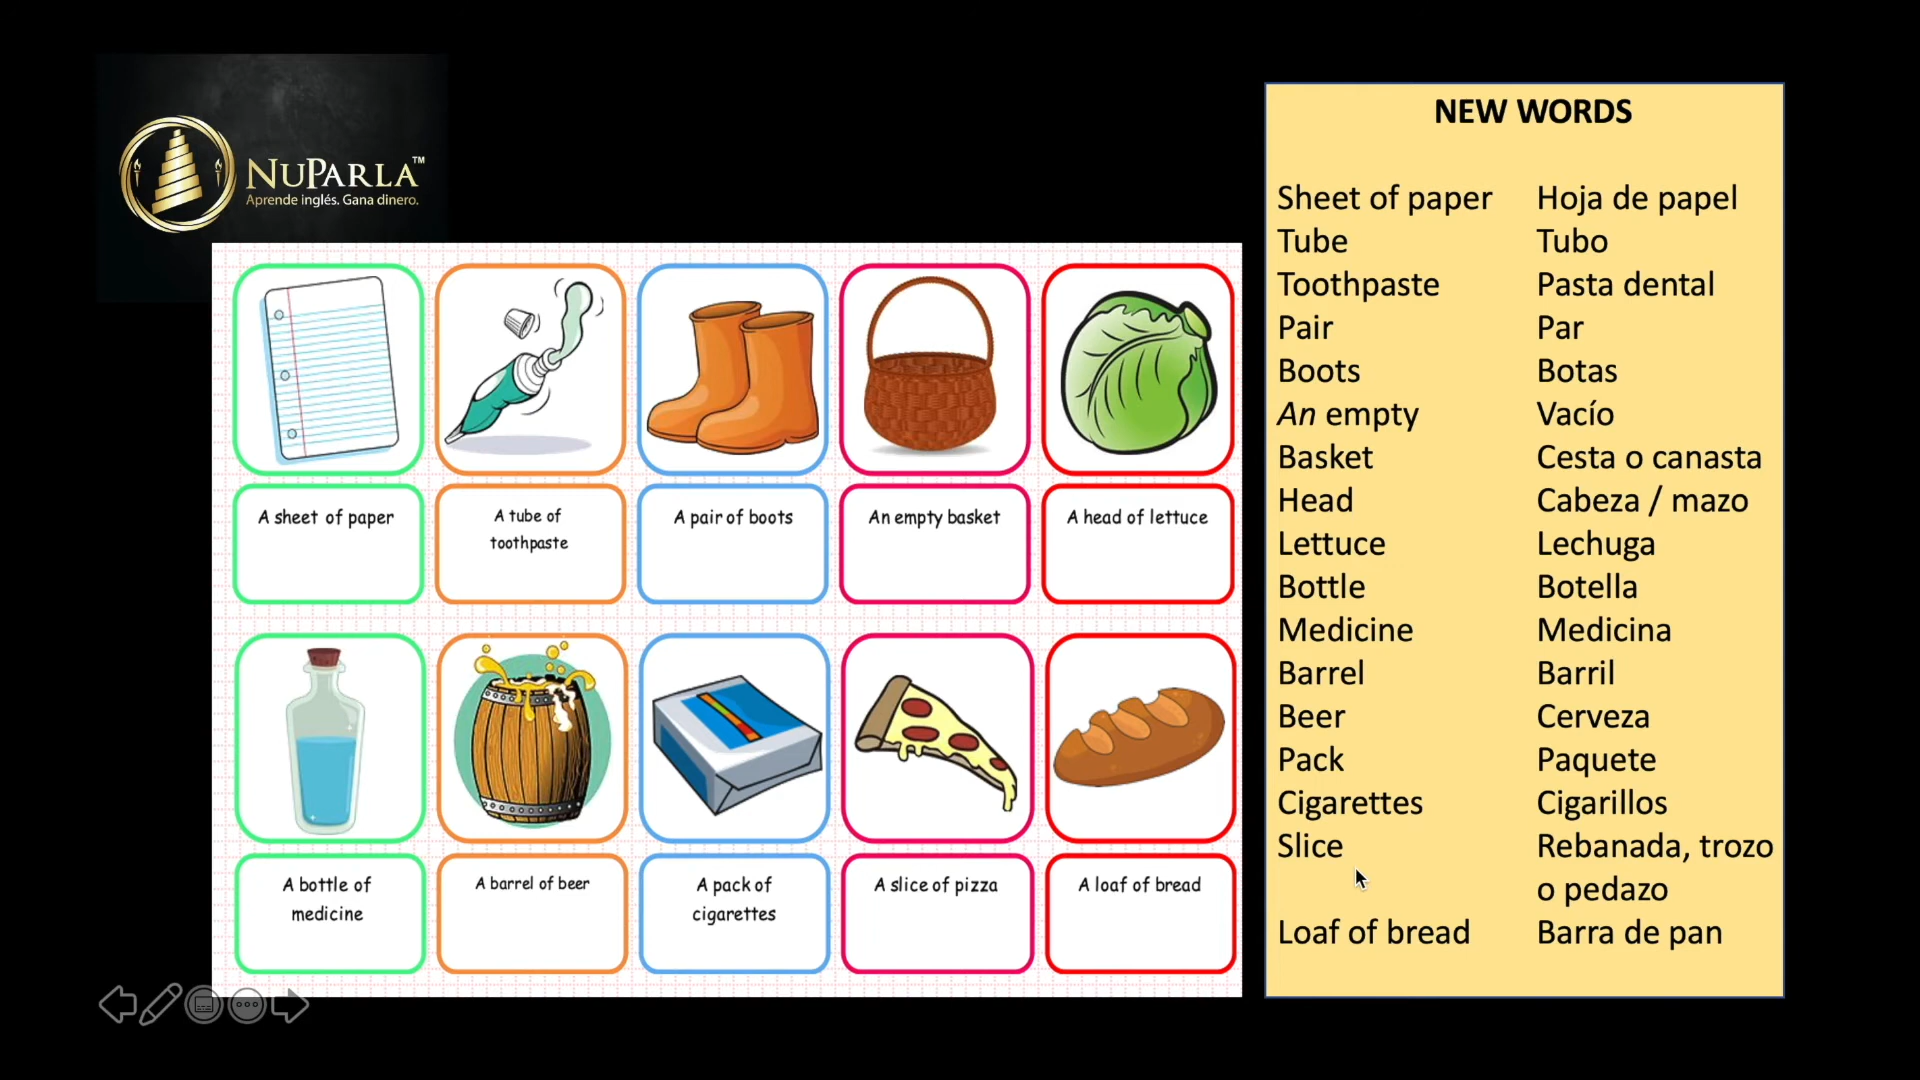 NUPARLA™
Aprende inglés. Gana dinero.
A sheet of paper
A tube of
toothpaste
A pair of boots
An empty basket
A head of lettuce
A bottle of
medicine
A barrel of beer
A pack of
cigarettes
A slice of pizza
A loaf of bread
NEW WORDS
Sheet of paper Hoja de papel
Tube Tubo
Toothpaste Pasta dental
Pair Par
Boots Botas
An empty Vacío
Basket Cesta o canasta
Head Cabeza / mazo
Lettuce Lechuga
Bottle Botella
Medicine Medicina
Barrel Barril
Beer Cerveza
Pack Paquete
Cigarettes Cigarillos
Slice Rebanada, trozo
o pedazo
Loaf of bread Barra de pan